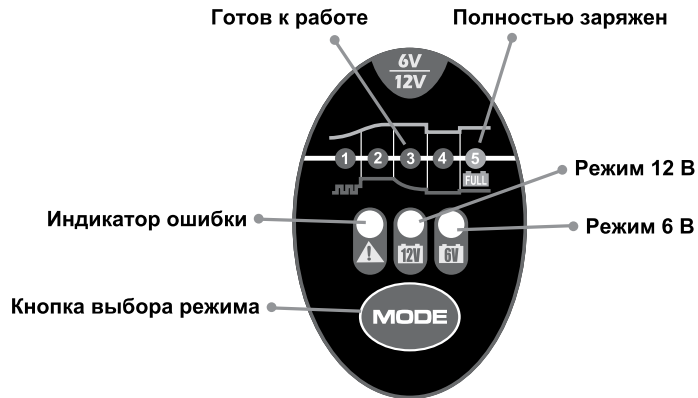 Готов к работе
Полностью заряжен
6V
12V
1 2 3 4 5
FULL
Режим 12 В
Индикатор ошибки
Режим 6 В
12V 6V
Кнопка выбора режима
MODE